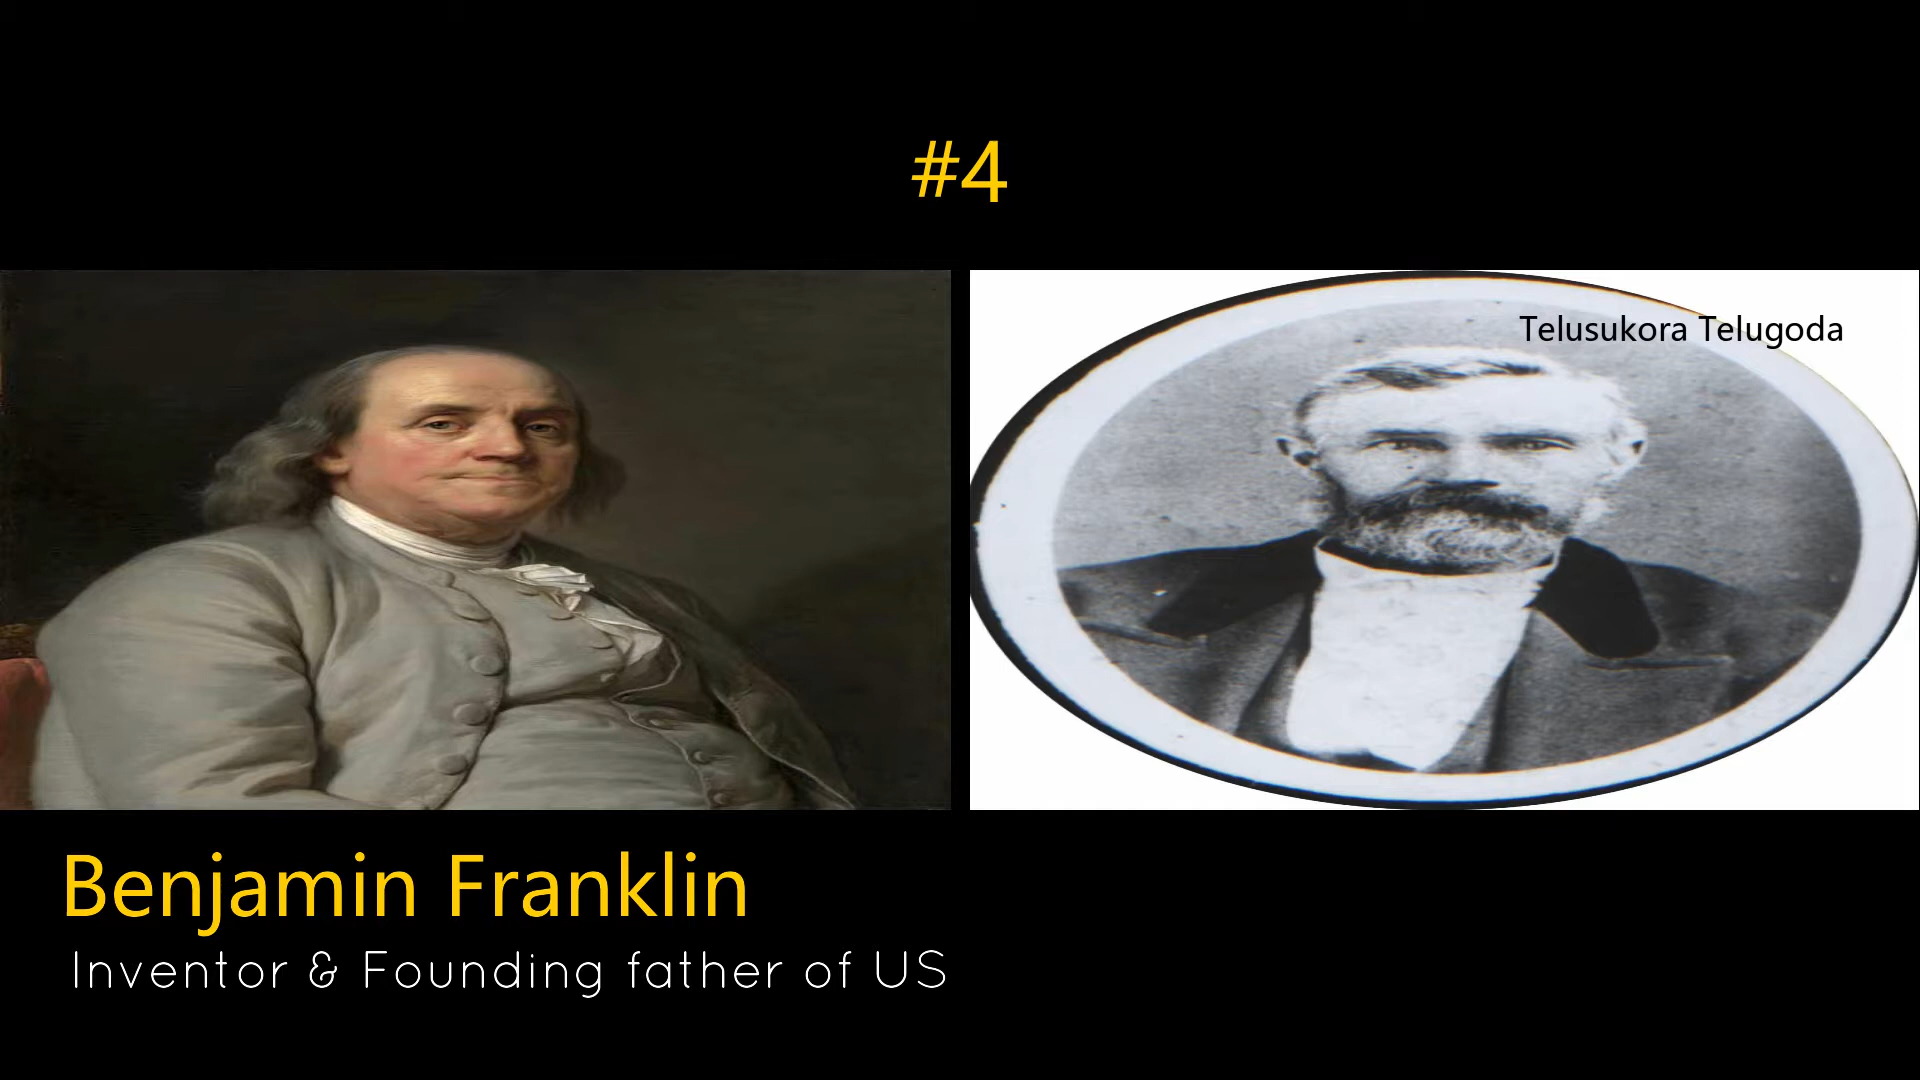 #4
Telusukora Telugoda
Benjamin Franklin
Inventor & Founding father of US